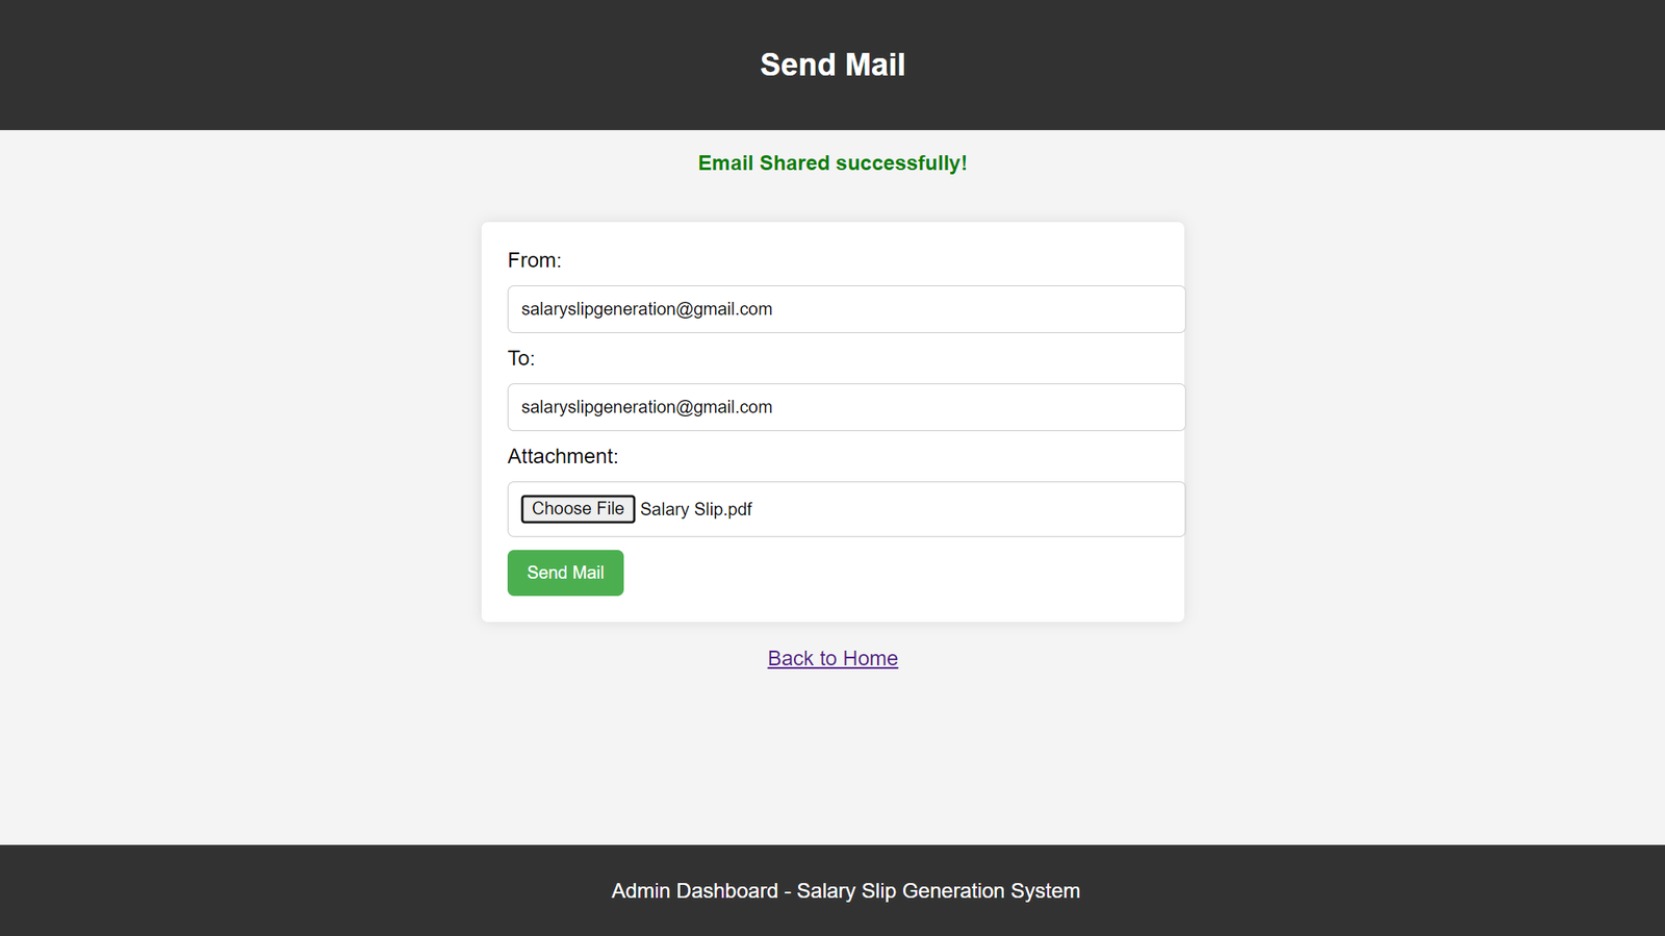 Send Mail
Email Shared successfully!
From:
salaryslipgeneration@gmail.com
To:
salaryslipgeneration@gmail.com
Attachment:
Choose File Salary Slip.pdf
Send Mail
Back to Home
Admin Dashboard - Salary Slip Generation System